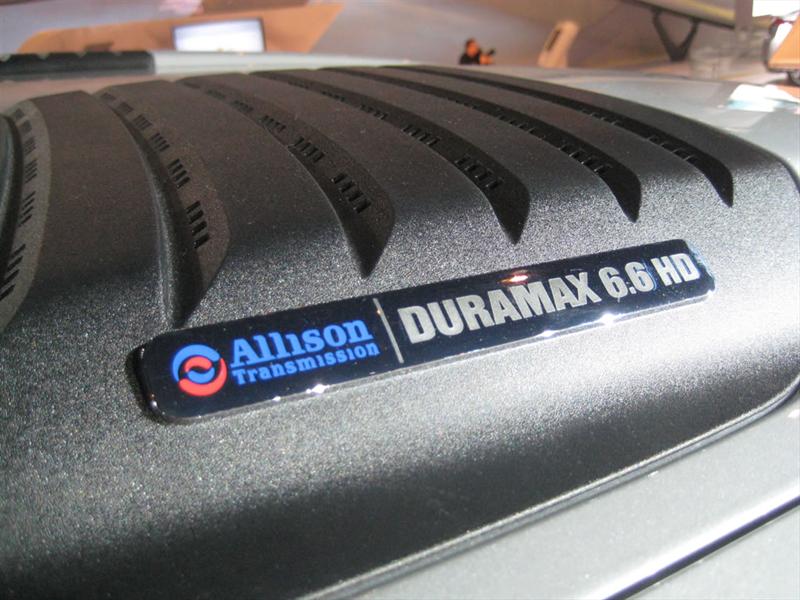 Allison
Transmission
DURAMAX 6.6 HD